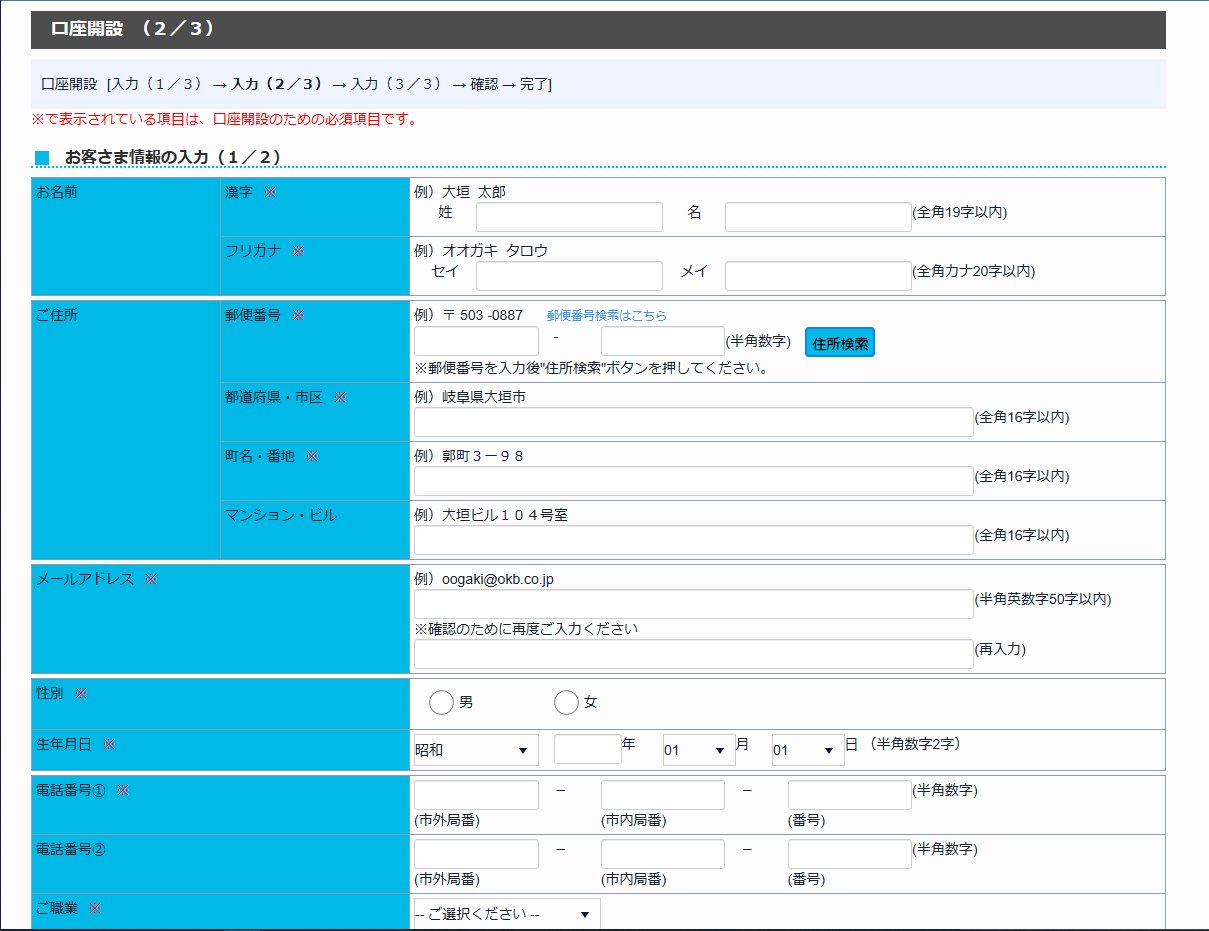 口座開設 （２／３）
口座開設 [入力（１／３） → 入力（２／３） → 入力（３／３） → 確認 → 完了]
※で表示されている項目は、口座開設のための必須項目です。
お客さま情報の入力（１／２）
お名前 漢字 ※ 例）大垣 太郎
姓 名 (全角19字以内)
フリガナ ※ 例）オオガキ タロウ
セイ メイ (全角カナ20字以内)
ご住所 郵便番号 ※ 例）〒 503 -0887 郵便番号検索はこちら
- (半角数字) 住所検索
※郵便番号を入力後"住所検索"ボタンを押してください。
都道府県・市区 ※ 例）岐阜県大垣市
(全角16字以内)
町名・番地 ※ 例）郭町３－９８
(全角16字以内)
マンション・ビル 例）大垣ビル１０４号室
(全角16字以内)
メールアドレス ※ 例）oogaki@okb.co.jp
(半角英数字50字以内)
※確認のために再度ご入力ください
(再入力)
性別 ※ 男 女
生年月日 ※ 昭和 年 01 月 01 日 （半角数字2字）
電話番号① ※ － － (半角数字)
(市外局番) (市内局番) (番号)
電話番号② － － (半角数字)
(市外局番) (市内局番) (番号)
ご職業 ※ -- ご選択ください --